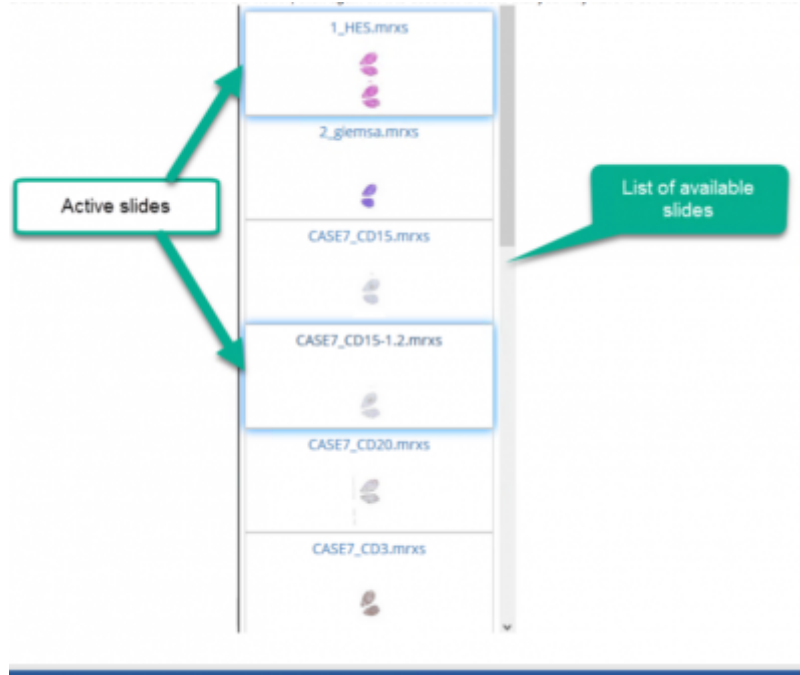 1_HES.mrxs
2_giemsa.mrxs
Active slides
List of available
slides
CASE7_CD15.mrxs
CASE7_CD15-1.2.mrxs
CASE7_CD20.mrxs
CASE7_CD3.mrxs